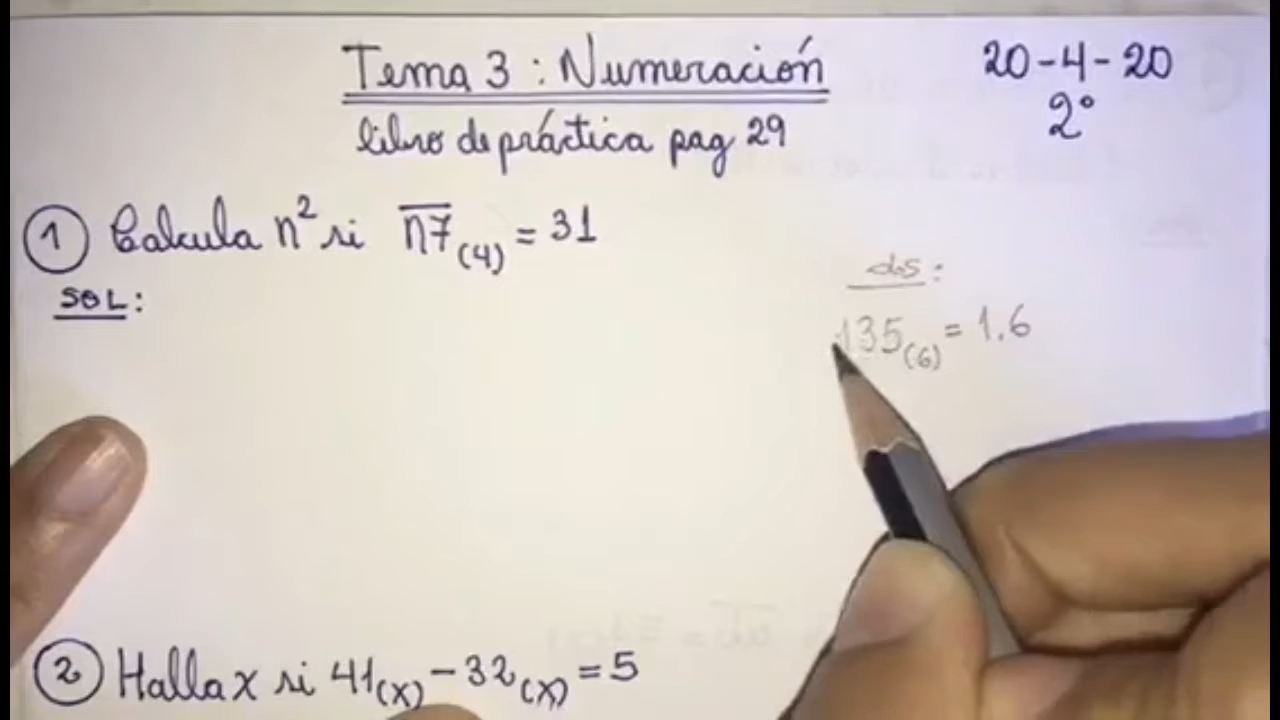 Tema 3 : Numeración
20-4-20
libro de práctica pag 29
2°
1 Calcula n² si n̅7̅₍₄₎ = 31
SOL:
obs:
135₍₆₎ = 1.6
2 Halla x si 41₍ₓ₎ - 32₍ₓ₎ = 5